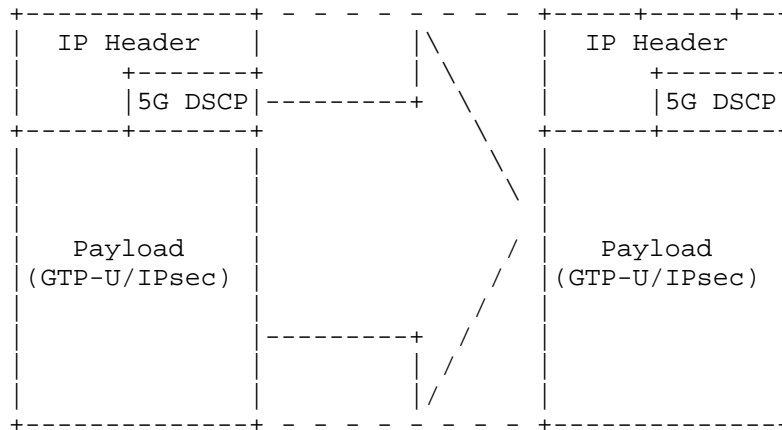 IP Header IP Header
5G DSCP 5G DSCP
Payload Payload
(GTP-U/IPsec) (GTP-U/IPsec)